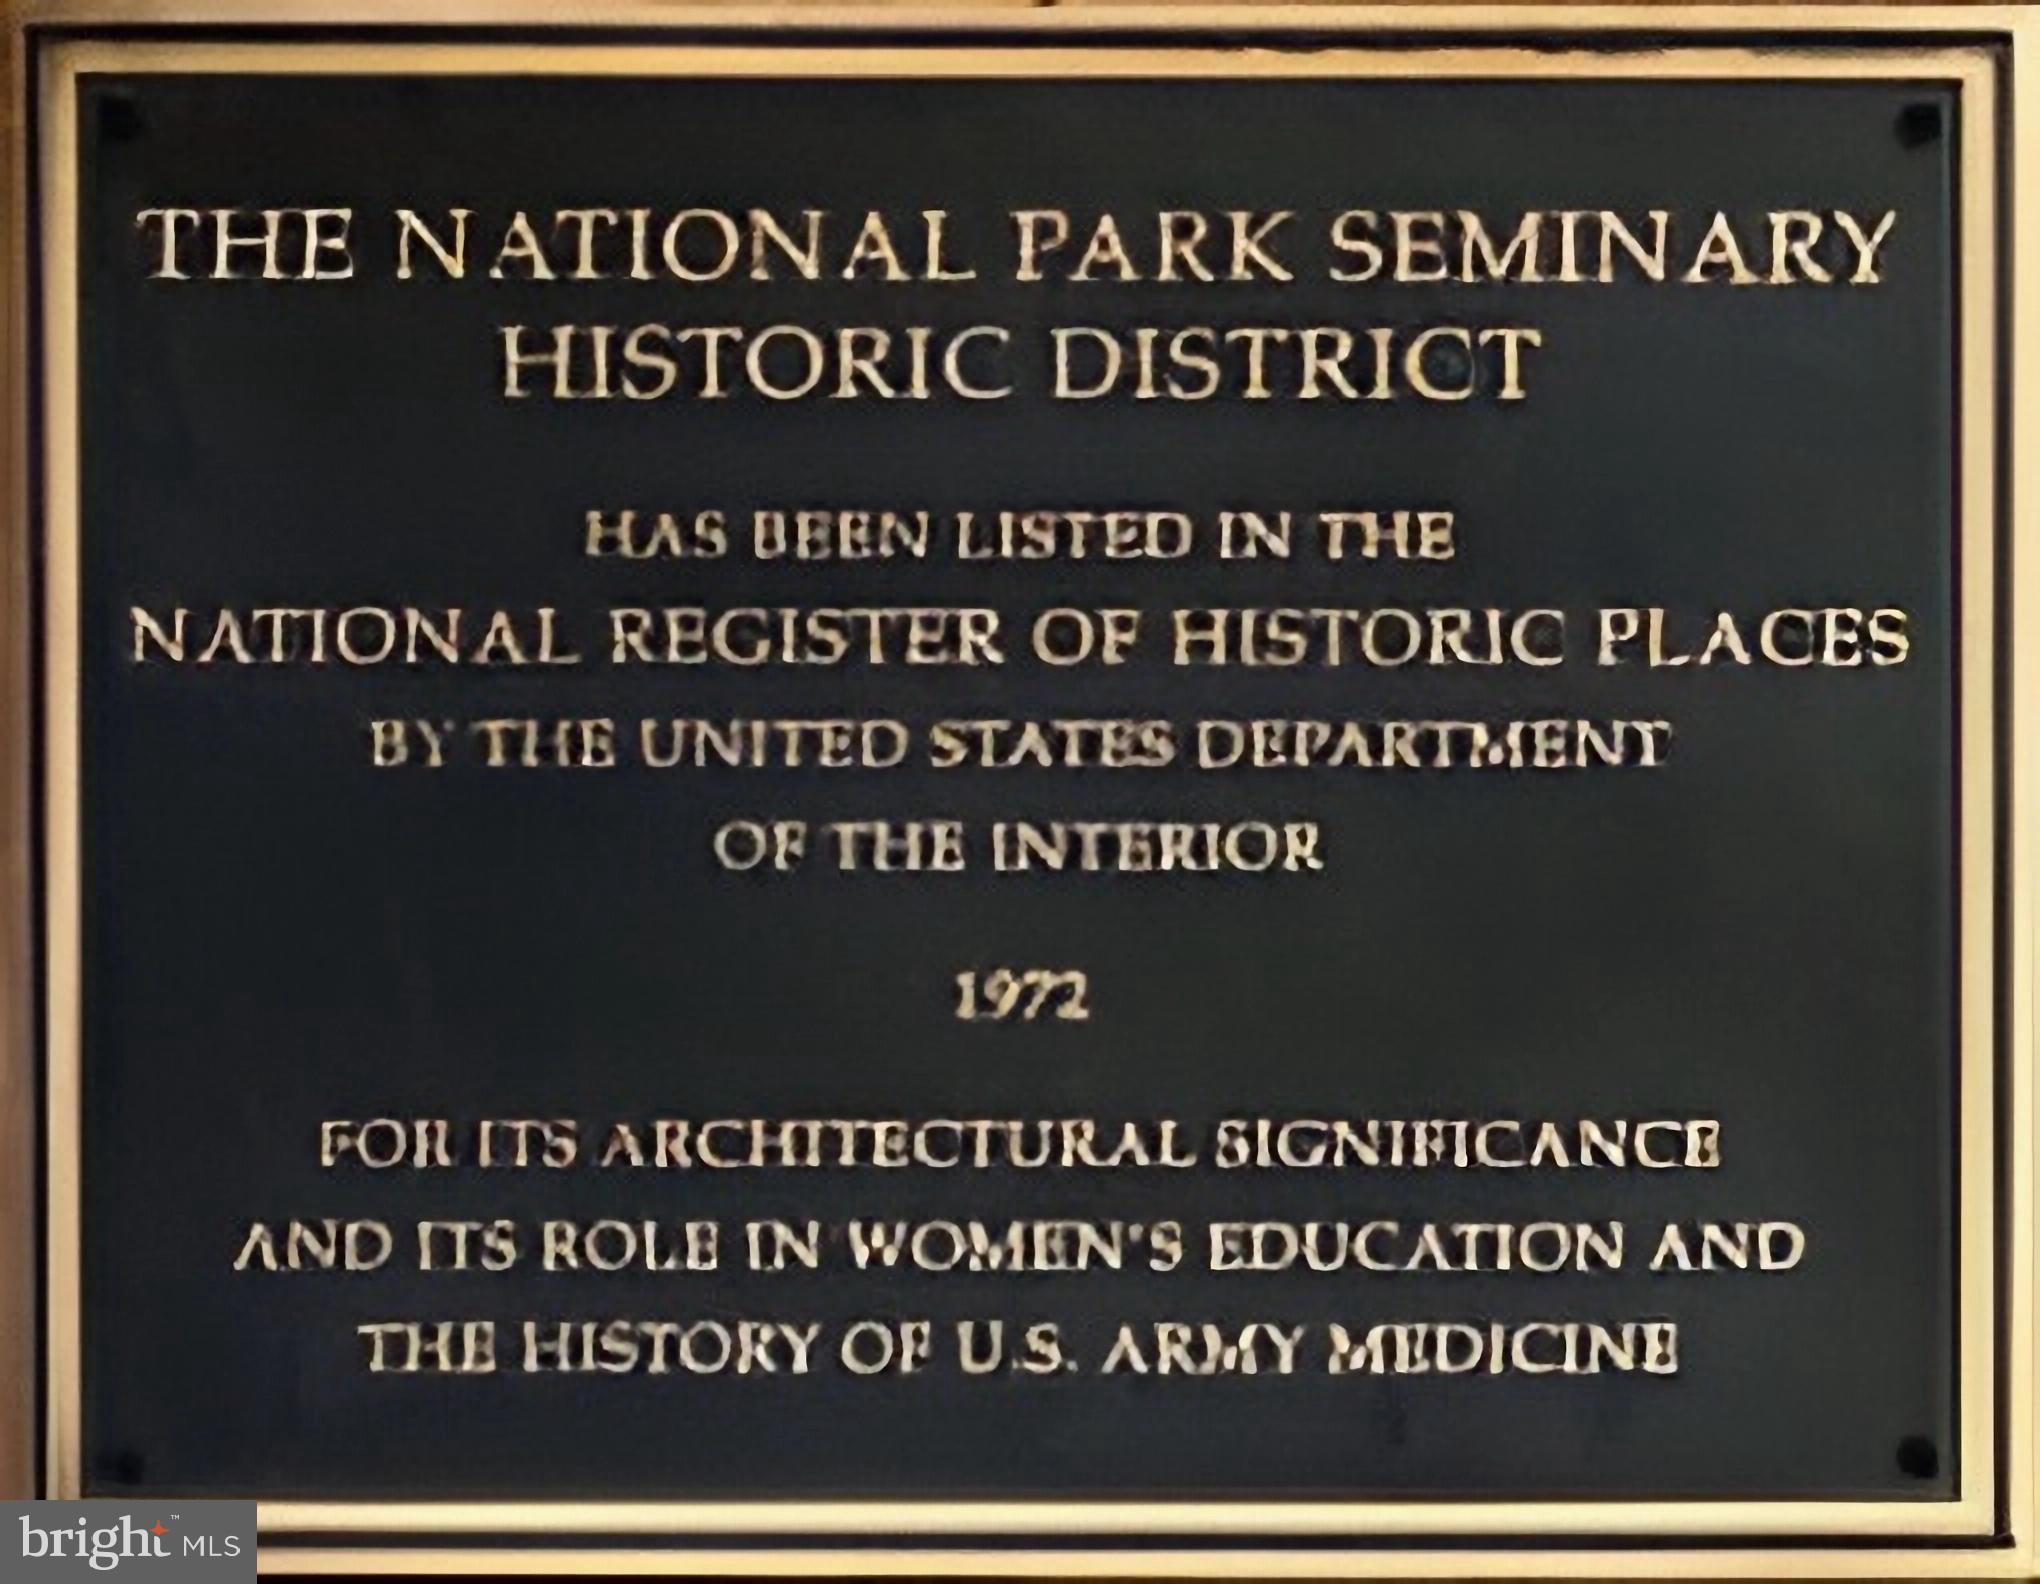 THE NATIONAL PARK SEMINARY
HISTORIC DISTRICT
HAS BEEN LISTED IN THE
NATIONAL REGISTER OF HISTORIC PLACES
BY THE UNITED STATES DEPARTMENT
OF THE INTERIOR
1972
FOR ITS ARCHITECTURAL SIGNIFICANCE
AND ITS ROLE IN WOMEN'S EDUCATION AND
THE HISTORY OF U.S. ARMY MEDICINE
bright™ MLS